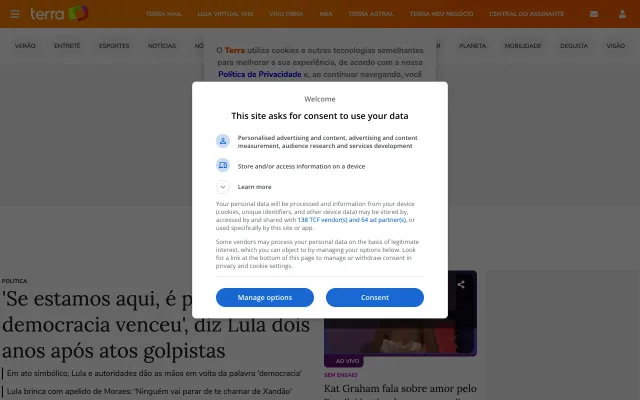 terra
TERRA MAIL
LOJA VIRTUAL WIX
VIVO FIBRA
NBA
TERRA ASTRAL
TERRA MEU NEGÓCIO
CENTRAL DO ASSINANTE
VERÃO
ENTRETÊ
ESPORTES
NOTÍCIAS
PLANETA
MOBILIDADE
DEGUSTA
VISÃO
O Terra utiliza cookies e outras tecnologias semelhantes
para melhorar a sua experiência, de acordo com a nossa
Política de Privacidade e, ao continuar navegando, você
Welcome
This site asks for consent to use your data
Personalised advertising and content, advertising and content
measurement, audience research and services development
Store and/or access information on a device
Learn more
Your personal data will be processed and information from your device
(cookies, unique identifiers, and other device data) may be stored by,
accessed by and shared with 138 TCF vendor(s) and 64 ad partner(s), or
used specifically by this site or app.
Some vendors may process your personal data on the basis of legitimate
interest, which you can object to by managing your options below. Look
for a link at the bottom of this page to manage or withdraw consent in
privacy and cookie settings.
Manage options
Consent
POLÍTICA
'Se estamos aqui, é p
democracia venceu', diz Lula dois
anos após atos golpistas
Em ato simbólico, Lula e autoridades dão as mãos em volta da palavra 'democracia'
Lula brinca com apelido de Moraes: 'Ninguém vai parar de te chamar de Xandão'
AO VIVO
SEM ENSAIO
Kat Graham fala sobre amor pelo